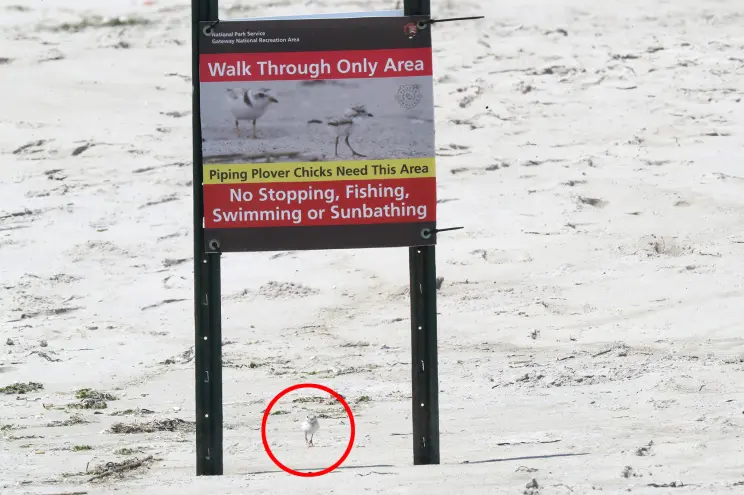 National Park Service
Gateway National Recreation Area
Walk Through Only Area
Piping Plover Chicks Need This Area
No Stopping, Fishing,
Swimming or Sunbathing